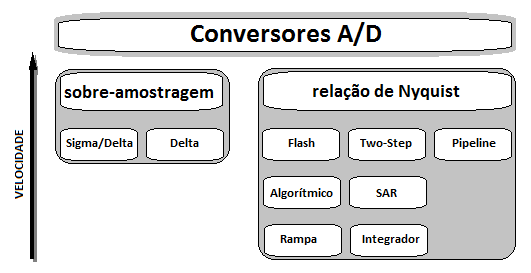 Conversores A/D
sobre-amostragem
relação de Nyquist
Sigma/Delta
Delta
Flash
Two-Step
Pipeline
Algorítmico
SAR
Rampa
Integrador
VELOCIDADE